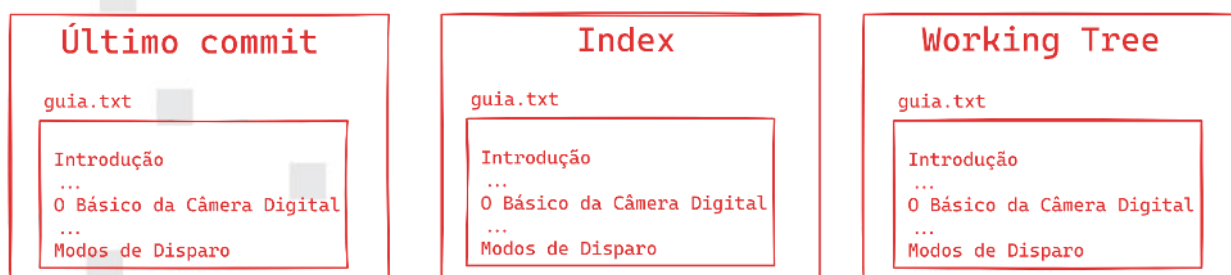 Último commit
guia.txt
Introdução
...
O Básico da Câmera Digital
...
Modos de Disparo
Index
guia.txt
Introdução
...
O Básico da Câmera Digital
...
Modos de Disparo
Working Tree
guia.txt
Introdução
...
O Básico da Câmera Digital
...
Modos de Disparo